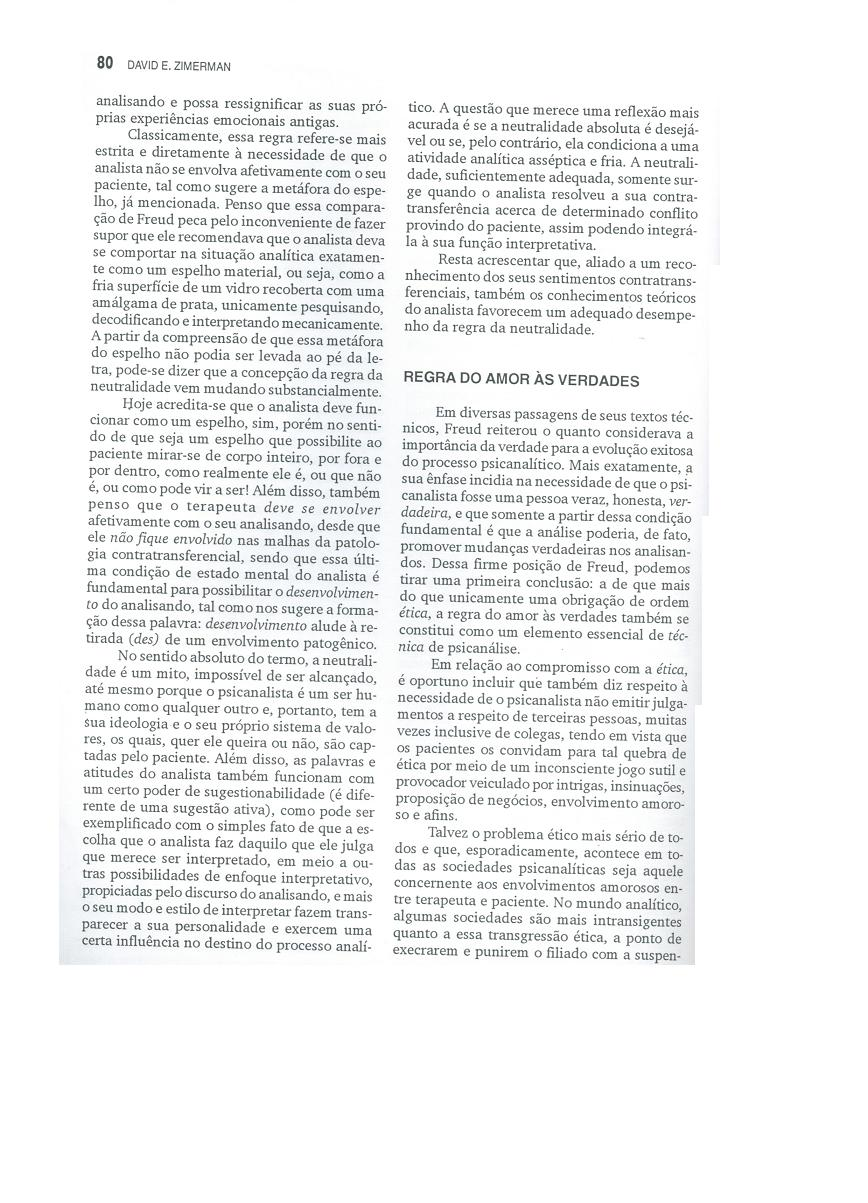 80 DAVID E. ZIMERMAN
analisando e possa ressignificar as suas pró-
prias experiências emocionais antigas.
Classicamente, essa regra refere-se mais
estrita e diretamente à necessidade de que o
analista não se envolva afetivamente com o seu
paciente, tal como sugere a metáfora do espe-
lho, já mencionada. Penso que essa compara-
ção de Freud peca pelo inconveniente de fazer
supor que ele recomendava que o analista deva
se comportar na situação analítica exatamen-
te como um espelho material, ou seja, como a
fria superfície de um vidro recoberta com uma
amálgama de prata, unicamente pesquisando,
decodificando e interpretando mecanicamente.
A partir da compreensão de que essa metáfora
do espelho não podia ser levada ao pé da le-
tra, pode-se dizer que a concepção da regra da
neutralidade vem mudando substancialmente.
Hoje acredita-se que o analista deve fun-
cionar como um espelho, sim, porém no senti-
do de que seja um espelho que possibilite ao
paciente mirar-se de corpo inteiro, por fora e
por dentro, como realmente ele é, ou que não
é, ou como pode vir a ser! Além disso, também
penso que o terapeuta deve se envolver
afetivamente com o seu analisando, desde que
ele não fique envolvido nas malhas da patolo-
gia contratransferencial, sendo que essa últi-
ma condição de estado mental do analista é
fundamental para possibilitar o desenvolvimen-
to do analisando, tal como nos sugere a forma-
ção dessa palavra: desenvolvimento alude à re-
tirada (des) de um envolvimento patogênico.
No sentido absoluto do termo, a neutrali-
dade é um mito, impossível de ser alcançado,
até mesmo porque o psicanalista é um ser hu-
mano como qualquer outro e, portanto, tem a
sua ideologia e o seu próprio sistema de valo-
res, os quais, quer ele queira ou não, são cap-
tadas pelo paciente. Além disso, as palavras e
atitudes do analista também funcionam com
um certo poder de sugestionabilidade (é dife-
rente de uma sugestão ativa), como pode ser
exemplificado com o simples fato de que a es-
colha que o analista faz daquilo que ele julga
que merece ser interpretado, em meio a ou-
tras possibilidades de enfoque interpretativo,
propiciadas pelo discurso do analisando, e mais
o seu modo e estilo de interpretar fazem trans-
parecer a sua personalidade e exercem uma
certa influência no destino do processo analí-
tico. A questão que merece uma reflexão mais
acurada é se a neutralidade absoluta é desejá-
vel ou se, pelo contrário, ela condiciona a uma
atividade analítica asséptica e fria. A neutrali-
dade, suficientemente adequada, somente sur-
ge quando o analista resolveu a sua contra-
transferência acerca de determinado conflito
provindo do paciente, assim podendo integrá-
la à sua função interpretativa.
Resta acrescentar que, aliado a um reco-
nhecimento dos seus sentimentos contratrans-
ferenciais, também os conhecimentos teóricos
do analista favorecem um adequado desempe-
nho da regra da neutralidade.
REGRA DO AMOR ÀS VERDADES
Em diversas passagens de seus textos téc-
nicos, Freud reiterou o quanto considerava a
importância da verdade para a evolução exitosa
do processo psicanalítico. Mais exatamente, a
sua ênfase incidia na necessidade de que o psi-
canalista fosse uma pessoa veraz, honesta, ver-
dadeira, e que somente a partir dessa condição
fundamental é que a análise poderia, de fato,
promover mudanças verdadeiras nos analisan-
dos. Dessa firme posição de Freud, podemos
tirar uma primeira conclusão: a de que mais
do que unicamente uma obrigação de ordem
ética, a regra do amor às verdades também se
constitui como um elemento essencial de téc-
nica de psicanálise.
Em relação ao compromisso com a ética,
é oportuno incluir que também diz respeito à
necessidade de o psicanalista não emitir julga-
mentos a respeito de terceiras pessoas, muitas
vezes inclusive de colegas, tendo em vista que
os pacientes os convidam para tal quebra de
ética por meio de um inconsciente jogo sutil e
provocador veiculado por intrigas, insinuações,
proposição de negócios, envolvimento amoro-
so e afins.
Talvez o problema ético mais sério de to-
dos e que, esporadicamente, acontece em to-
das as sociedades psicanalíticas seja aquele
concernente aos envolvimentos amorosos en-
tre terapeuta e paciente. No mundo analítico,
algumas sociedades são mais intransigentes
quanto a essa transgressão ética, a ponto de
execrarem e punirem o filiado com a suspen-